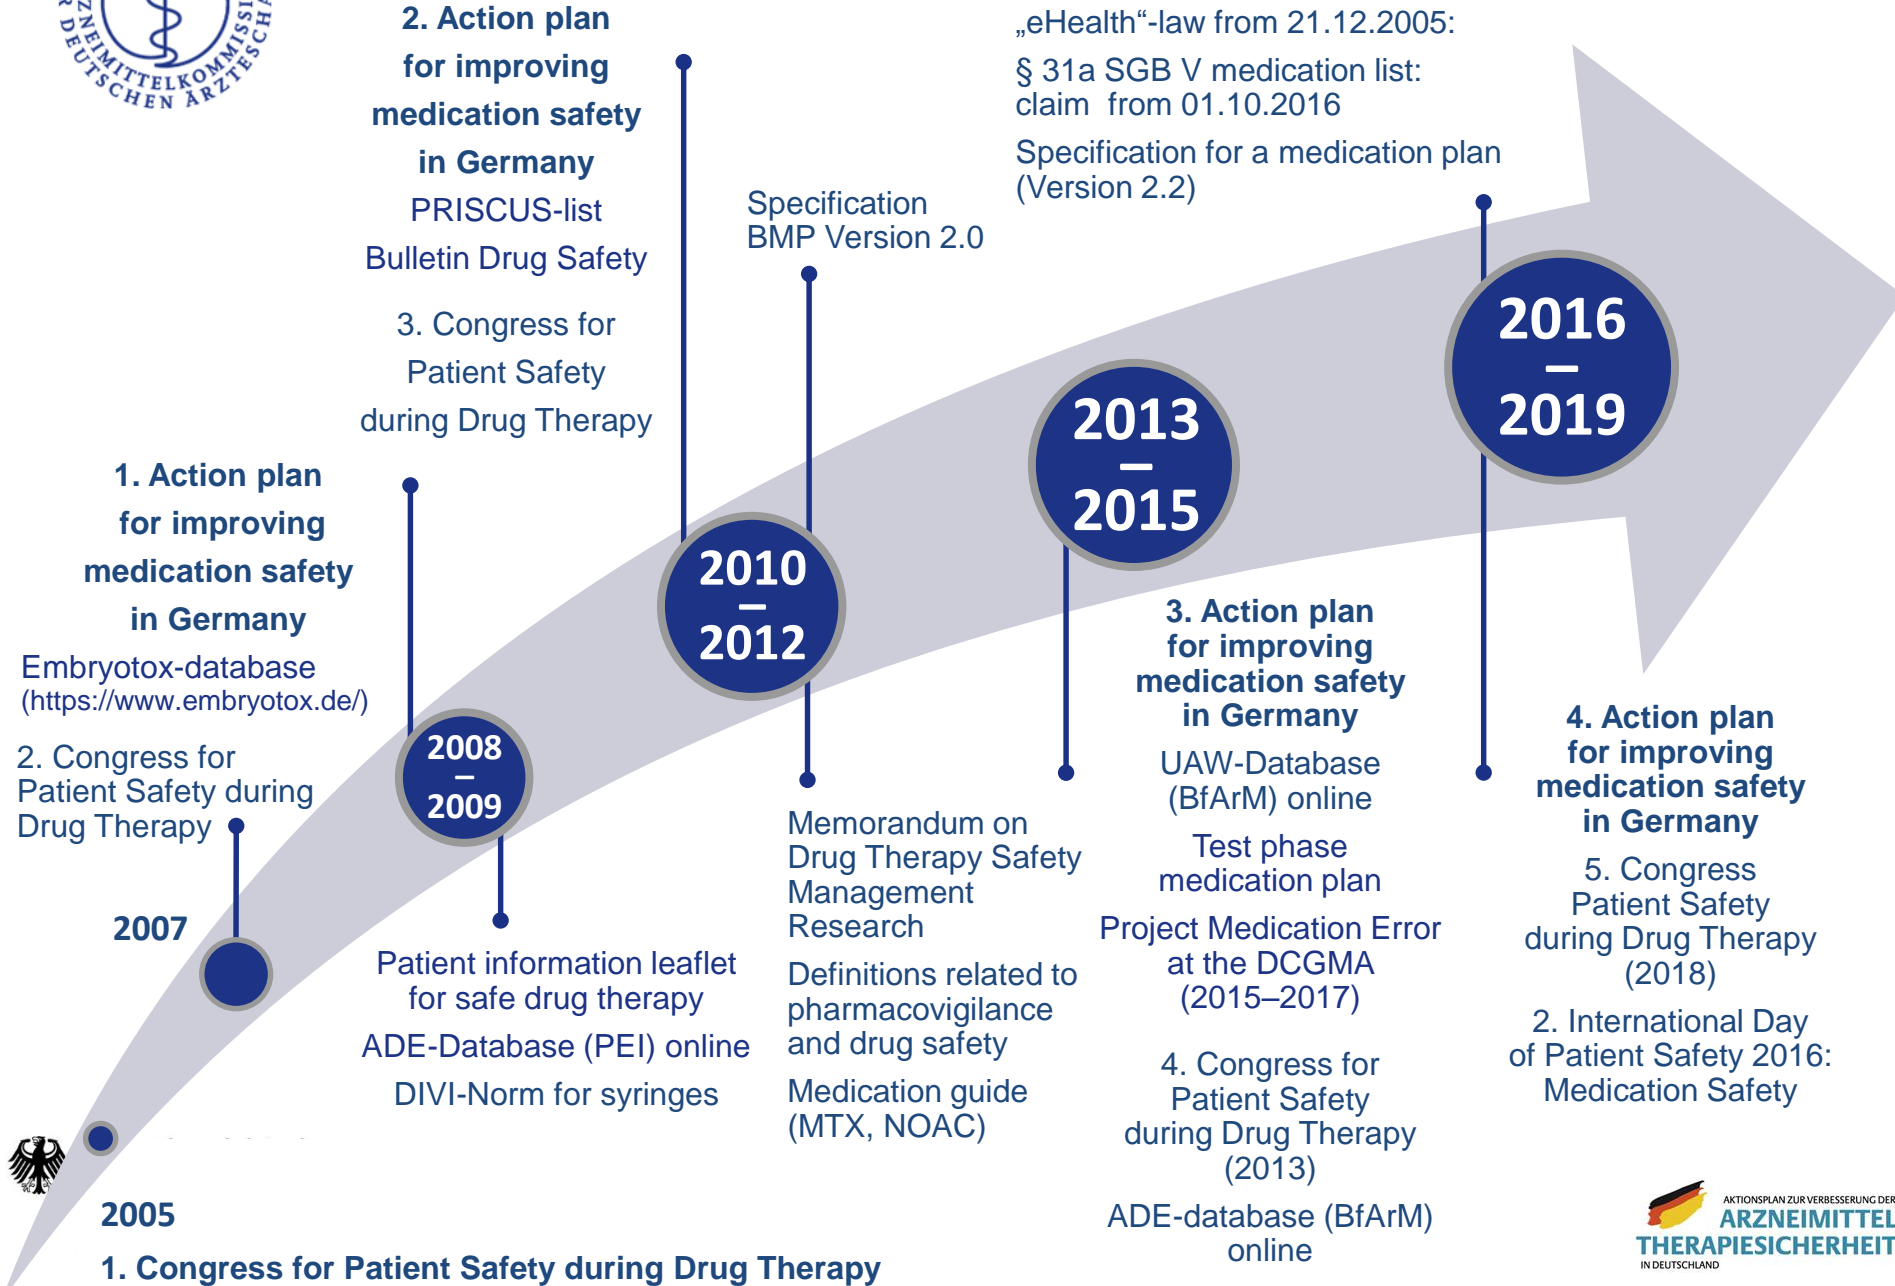 ARZNEIMITTELKOMMISSI
DEUTSCHEN ÄRZTESCHA
2. Action plan
for improving
medication safety
in Germany
PRISCUS-list
Bulletin Drug Safety
3. Congress for
Patient Safety
during Drug Therapy
„eHealth“-law from 21.12.2005:
§ 31a SGB V medication list:
claim from 01.10.2016
Specification for a medication plan
(Version 2.2)
Specification
BMP Version 2.0
2016
–
2019
2013
–
2015
1. Action plan
for improving
medication safety
in Germany
Embryotox-database
(https://www.embryotox.de/)
2. Congress for
Patient Safety during
Drug Therapy
2010
–
2012
2008
–
2009
2007
Patient information leaflet
for safe drug therapy
ADE-Database (PEI) online
DIVI-Norm for syringes
Memorandum on
Drug Therapy Safety
Management
Research
Definitions related to
pharmacovigilance
and drug safety
Medication guide
(MTX, NOAC)
3. Action plan
for improving
medication safety
in Germany
UAW-Database
(BfArM) online
Test phase
medication plan
Project Medication Error
at the DCGMA
(2015–2017)
4. Congress for
Patient Safety
during Drug Therapy
(2013)
ADE-database (BfArM)
online
4. Action plan
for improving
medication safety
in Germany
5. Congress
Patient Safety
during Drug Therapy
(2018)
2. International Day
of Patient Safety 2016:
Medication Safety
2005
1. Congress for Patient Safety during Drug Therapy
AKTIONSPLAN ZUR VERBESSERUNG DER
ARZNEIMITTEL
THERAPIESICHERHEIT
IN DEUTSCHLAND